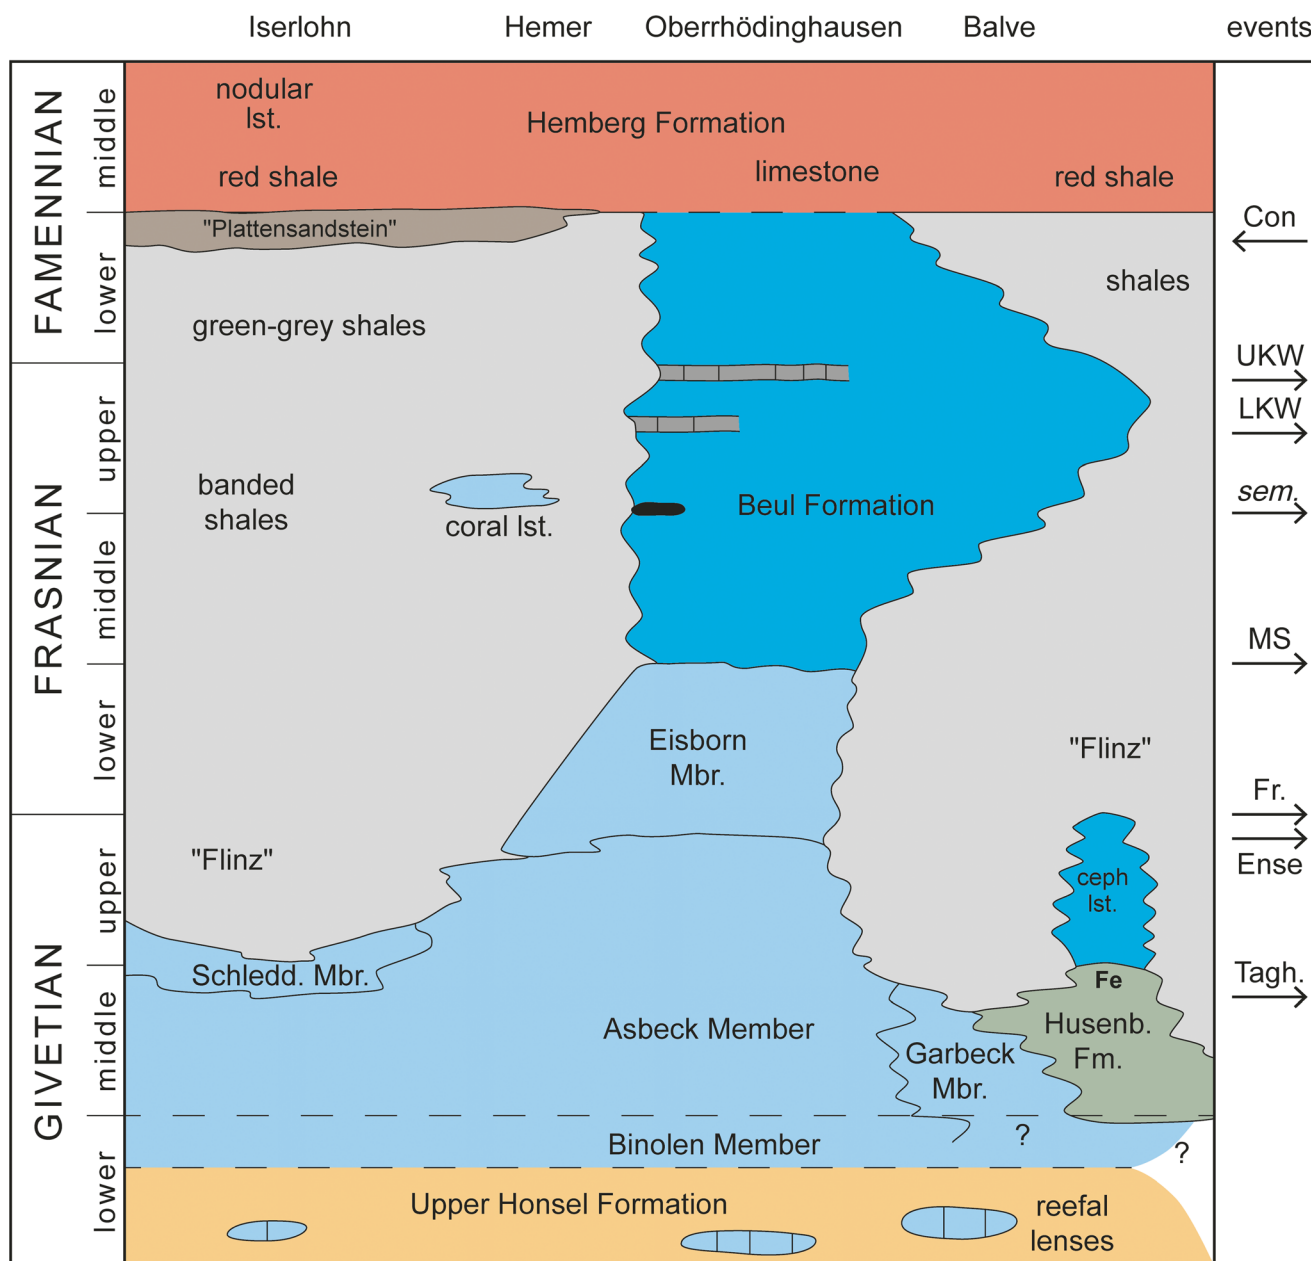 Iserlohn Hemer Oberrhödinghausen Balve events
FAMENNIAN
middle
lower
FRASNIAN
upper
middle
lower
GIVETIAN
upper
middle
lower
nodular
lst.
Hemberg Formation
red shale
limestone
red shale
"Plattensandstein"
shales
green-grey shales
banded
shales
coral lst.
Beul Formation
Eisborn
Mbr.
"Flinz"
"Flinz"
ceph
lst.
Schledd. Mbr.
Fe
Husenb.
Fm.
Asbeck Member
Garbeck
Mbr.
Binolen Member
?
?
Upper Honsel Formation
reefal
lenses
Con
UKW
LKW
sem.
MS
Fr.
Ense
Tagh.